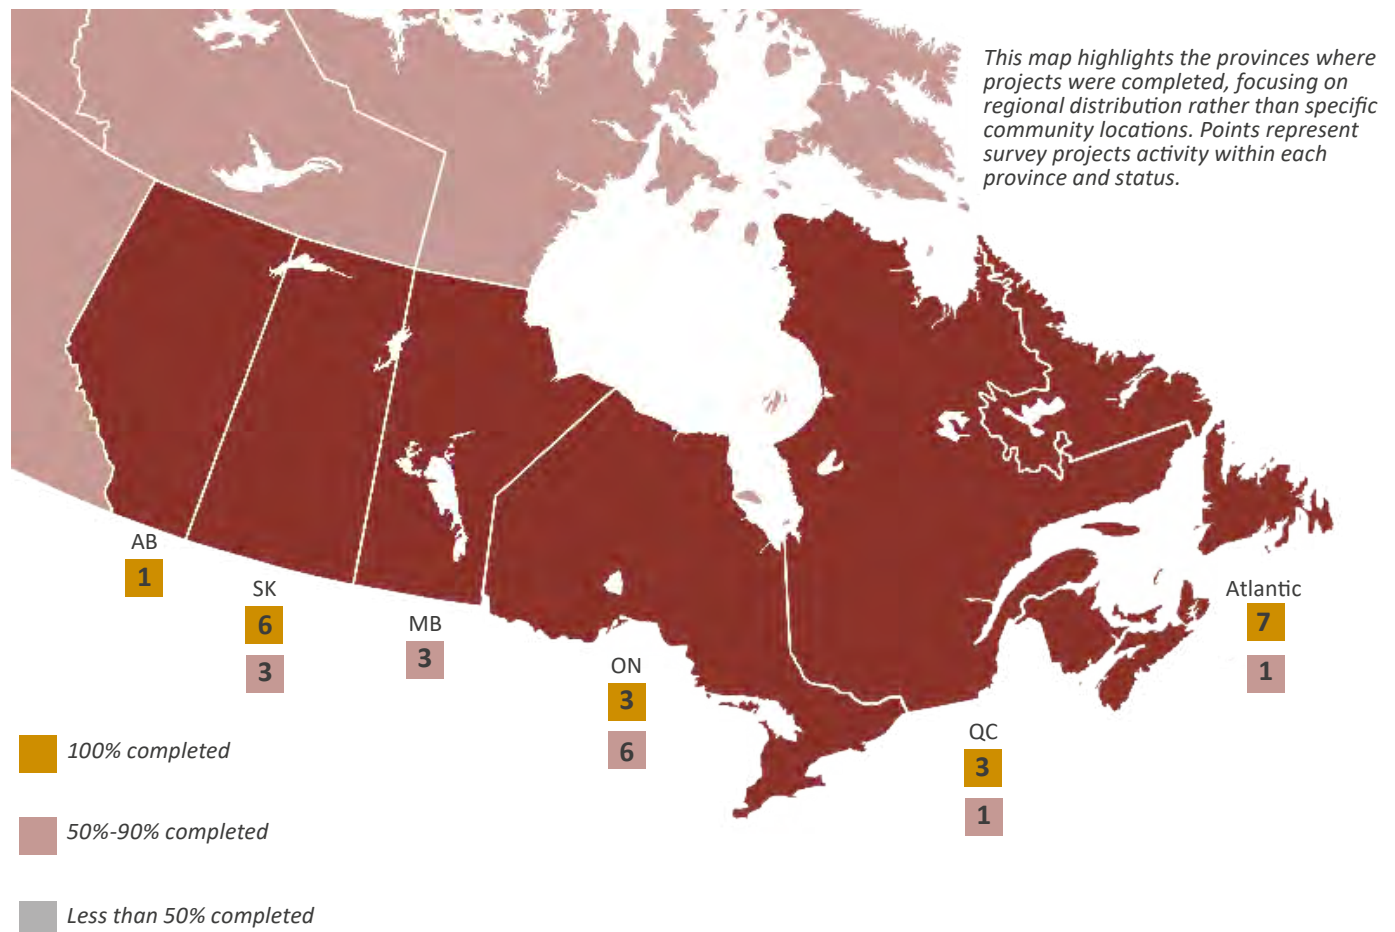 This map highlights the provinces where
projects were completed, focusing on
regional distribution rather than specific
community locations. Points represent
survey projects activity within each
province and status.
AB
1
SK
6
3
MB
3
ON
3
6
QC
3
1
Atlantic
7
1
100% completed
50%-90% completed
Less than 50% completed